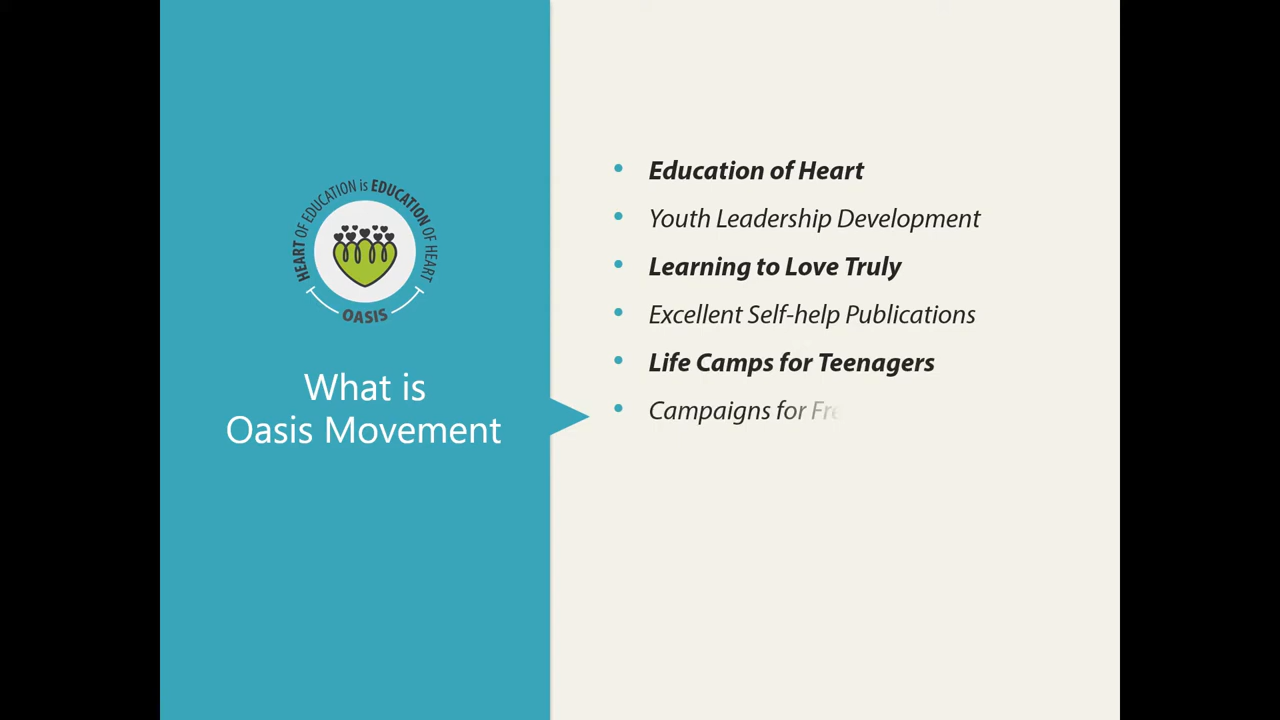 HEART OF EDUCATION is EDUCATION OF HEART
OASIS
What is
Oasis Movement
• Education of Heart
• Youth Leadership Development
• Learning to Love Truly
• Excellent Self-help Publications
• Life Camps for Teenagers
• Campaigns for